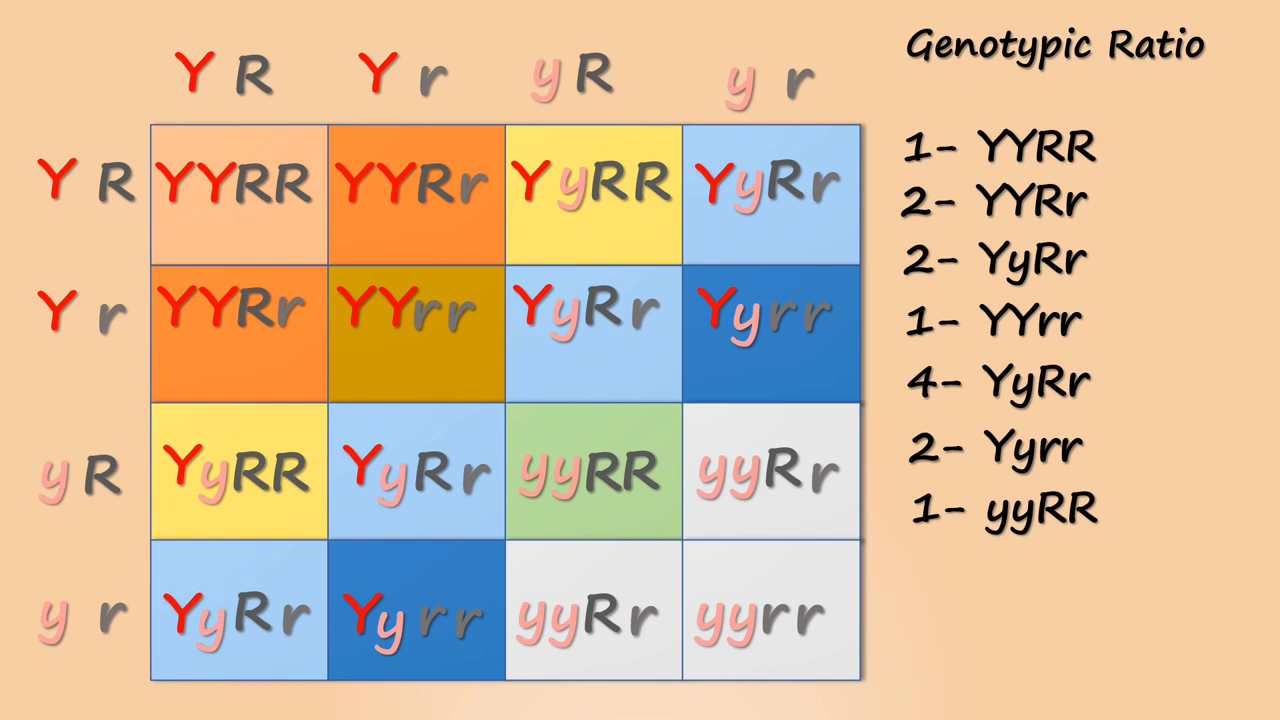 Genotypic Ratio
Y R Y r y R y r
Y R YYRR YYRr YyRR YyRr
Y r YYRr YYrr YyRr Yyrr
y R YyRR YyRr yyRR yyRr
y r YyRr Yyrr yyRr yyrr
1- YYRR
2- YYRr
2- YyRr
1- YYrr
4- YyRr
2- Yyrr
1- yyRR